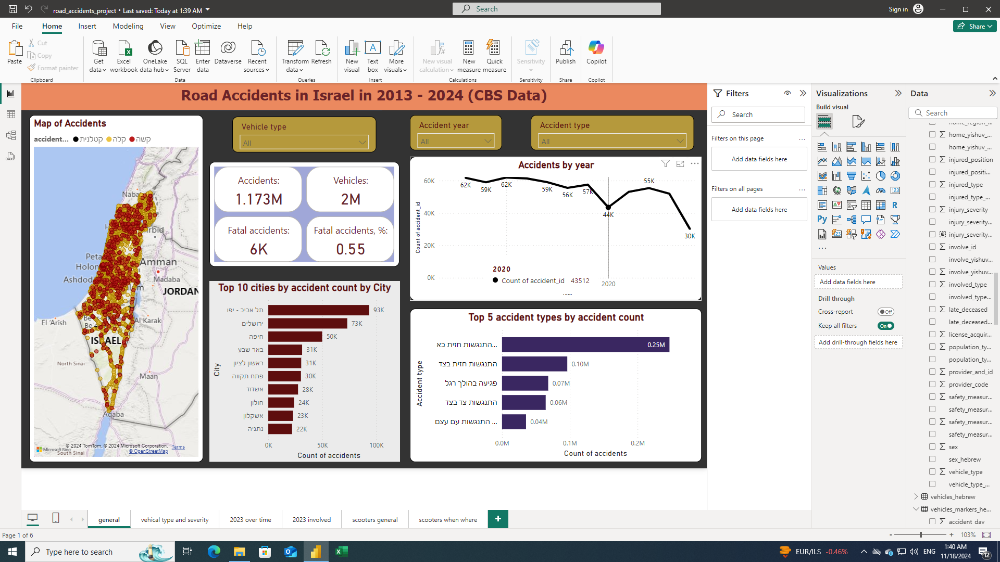 road_accidents_project • Last saved: Today at 1:39 AM
Search
Sign in
File
Home
Insert
Modeling
View
Optimize
Help
Share
Paste
Cut
Copy
Format painter
Clipboard
Get data
Excel workbook
OneLake data hub
SQL Server
Enter data
Dataverse
Recent sources
Data
Transform data
Refresh
Queries
New visual
Text box
More visuals
Insert
New visual calculation
New measure
Quick measure
Calculations
Sensitivity
Sensitivity
Publish
Share
Copilot
Copilot
Road Accidents in Israel in 2013 - 2024 (CBS Data)
Map of Accidents
accident... קטלנית קלה קשה
Irbid
Amman
Madaba
Ashdod
JORDAN
El ‘Arīsh
Al Karak
ISRAEL
North Sinai
Maan
Aqaba
© 2024 TomTom, © 2024 Microsoft Corporation, Terms
Microsoft Bing
© OpenStreetMap
South Sinai
Vehicle type
All
Accident year
All
Accident type
All
Accidents:
1.173M
Vehicles:
2M
Fatal accidents:
6K
Fatal accidents, %:
0.55
Accidents by year
Count of accident_id
60K
40K
20K
0K
62K
59K
62K
59K
56K
57K
44K
55K
30K
2020
Count of accident_id 43512
2020
Top 10 cities by accident count by City
City
תל אביב - יפו 93K
ירושלים 73K
חיפה 50K
באר שבע 31K
ראשון לציון 31K
פתח תקווה 30K
אשדוד 28K
חולון 24K
אשקלון 23K
נתניה 22K
0K 50K 100K
Count of accidents
Top 5 accident types by accident count
Accident type
התנגשות חזית בא... 0.25M
התנגשות חזית בצד 0.10M
פגיעה בהולך רגל 0.07M
התנגשות צד בצד 0.06M
התנגשות עם עצם ... 0.04M
0.0M 0.1M 0.2M
Count of accidents
Filters
Search
Filters on this page
...
Add data fields here
Filters on all pages
...
Add data fields here
Visualizations
Build visual
R
Py
...
Values
Add data fields here
Drill through
Cross-report
Off
Keep all filters
On
Add drill-through fields here
Data
Search
home_region_...
home_yishuv_...
home_yishuv_...
injured_position
injured_positi...
injured_type
injured_type_...
injury_severity
injury_severity...
injury_severity...
involve_id
involve_yishuv...
involve_yishuv...
involved_type
involved_type...
late_deceased
late_deceased...
license_acquir...
population_ty...
population_ty...
provider_and_id
provider_code
safety_measur...
safety_measur...
safety_measur...
safety_measur...
sex
sex_hebrew
vehicle_type
vehicle_type_...
vehicles_hebrew
vehicles_markers_he...
accident_day
general
vehical type and severity
2023 over time
2023 involved
scooters general
scooters when where
+
Page 1 of 6
- + 103%
Type here to search
EUR/ILS -0.46%
ENG
1:40 AM
11/18/2024
12